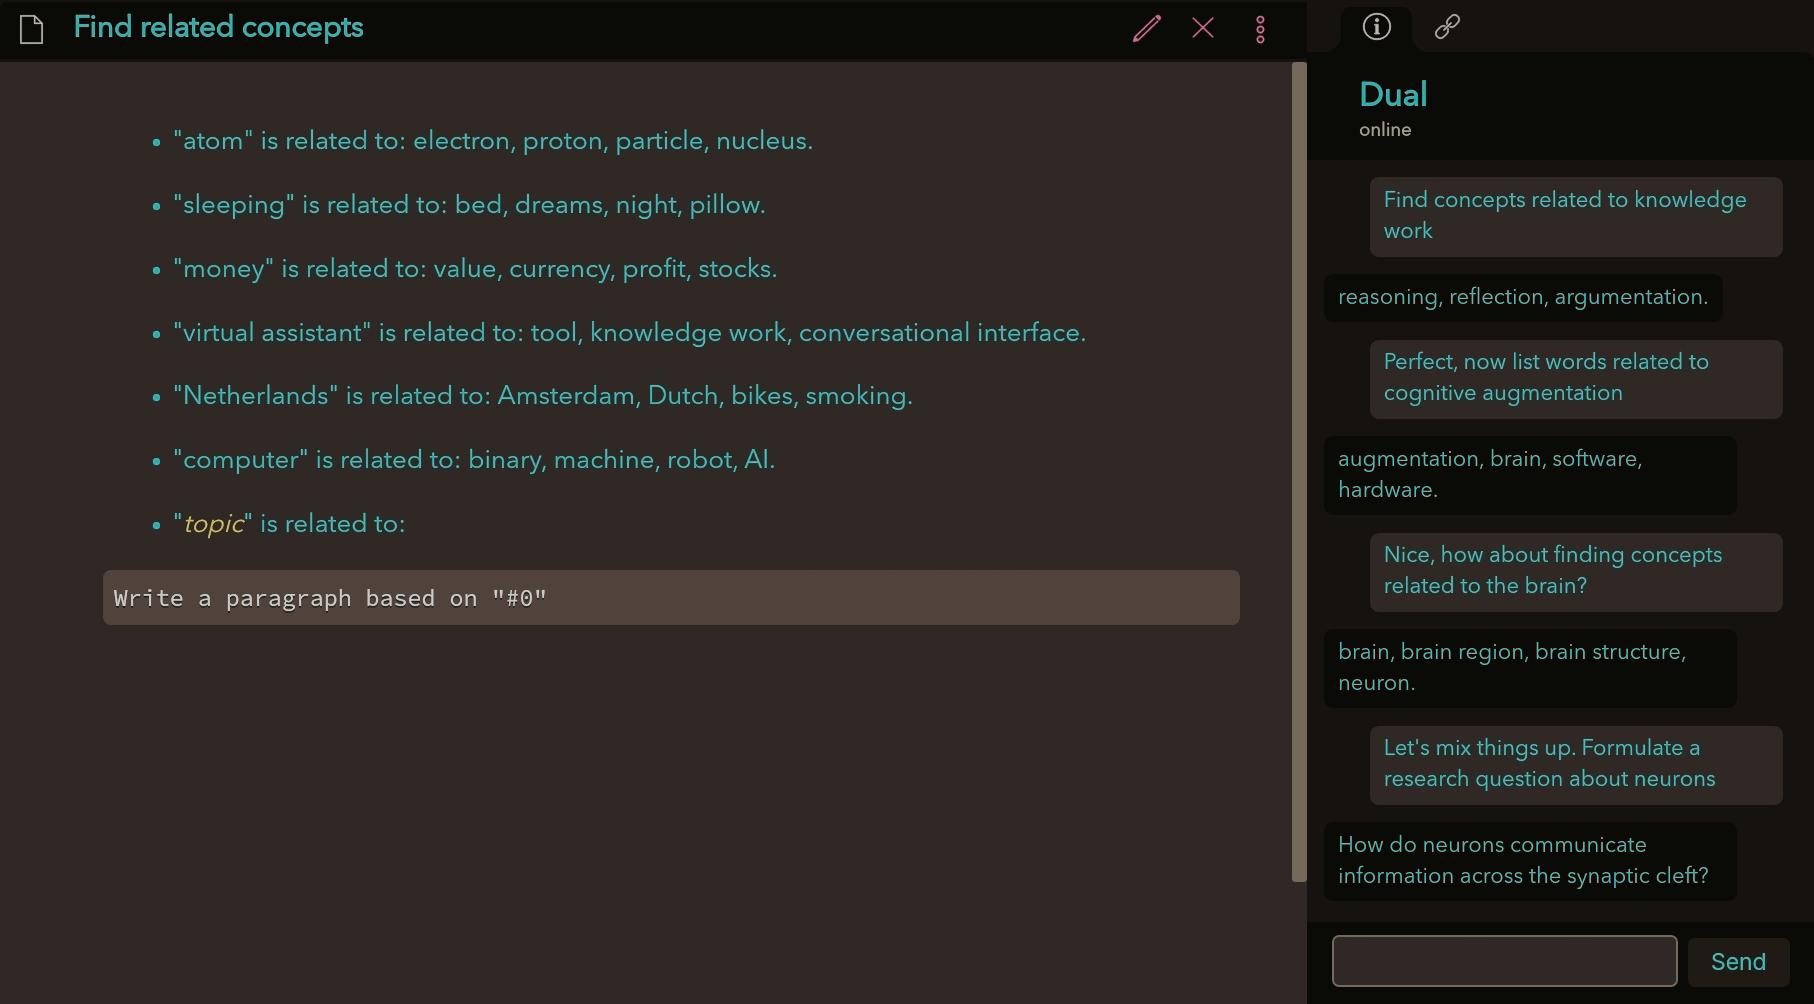 Find related concepts
"atom" is related to: electron, proton, particle, nucleus.
"sleeping" is related to: bed, dreams, night, pillow.
"money" is related to: value, currency, profit, stocks.
"virtual assistant" is related to: tool, knowledge work, conversational interface.
"Netherlands" is related to: Amsterdam, Dutch, bikes, smoking.
"computer" is related to: binary, machine, robot, AI.
"topic" is related to:
Write a paragraph based on "#0"
Dual
online
Find concepts related to knowledge
work
reasoning, reflection, argumentation.
Perfect, now list words related to
cognitive augmentation
augmentation, brain, software,
hardware.
Nice, how about finding concepts
related to the brain?
brain, brain region, brain structure,
neuron.
Let's mix things up. Formulate a
research question about neurons
How do neurons communicate
information across the synaptic cleft?
Send